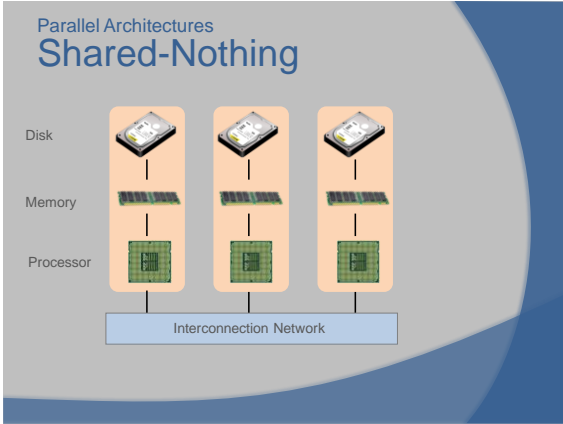 Parallel Architectures
Shared-Nothing
Disk
Memory
Processor
Interconnection Network